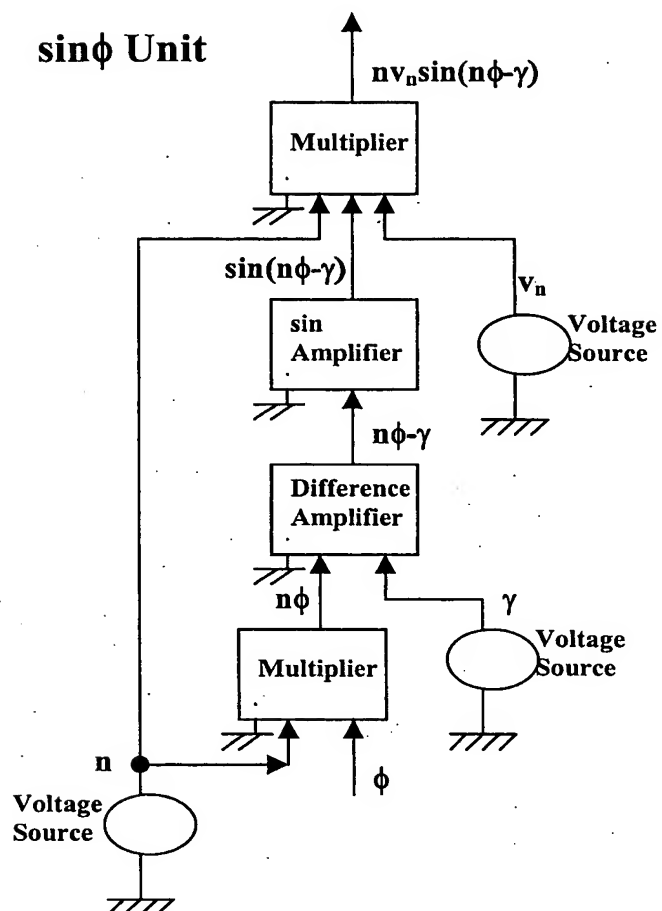 sinϕ Unit
nvₙsin(nϕ-γ)
Multiplier
sin(nϕ-γ)
vₙ
sin
Amplifier
Voltage
Source
nϕ-γ
Difference
Amplifier
nϕ
γ
Multiplier
Voltage
Source
n
ϕ
Voltage
Source